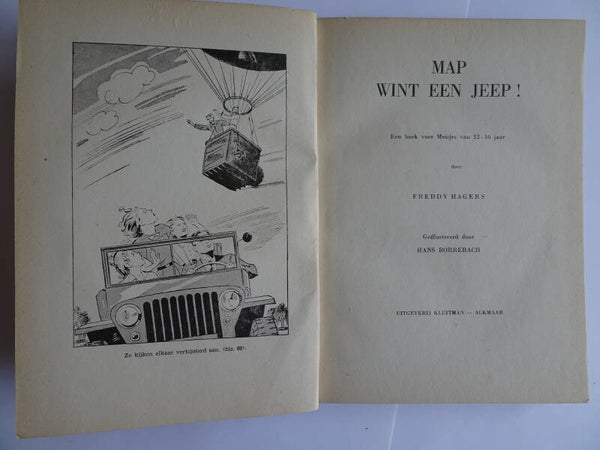 Ze kijken elkaar verbijsterd aan. (blz. 69).
MAP
WINT EEN JEEP!
Een boek voor Meisjes van 12-16 jaar
door
FREDDY HAGERS
Geïllustreerd door
HANS BORREBACH
UITGEVERIJ KLUITMAN — ALKMAAR